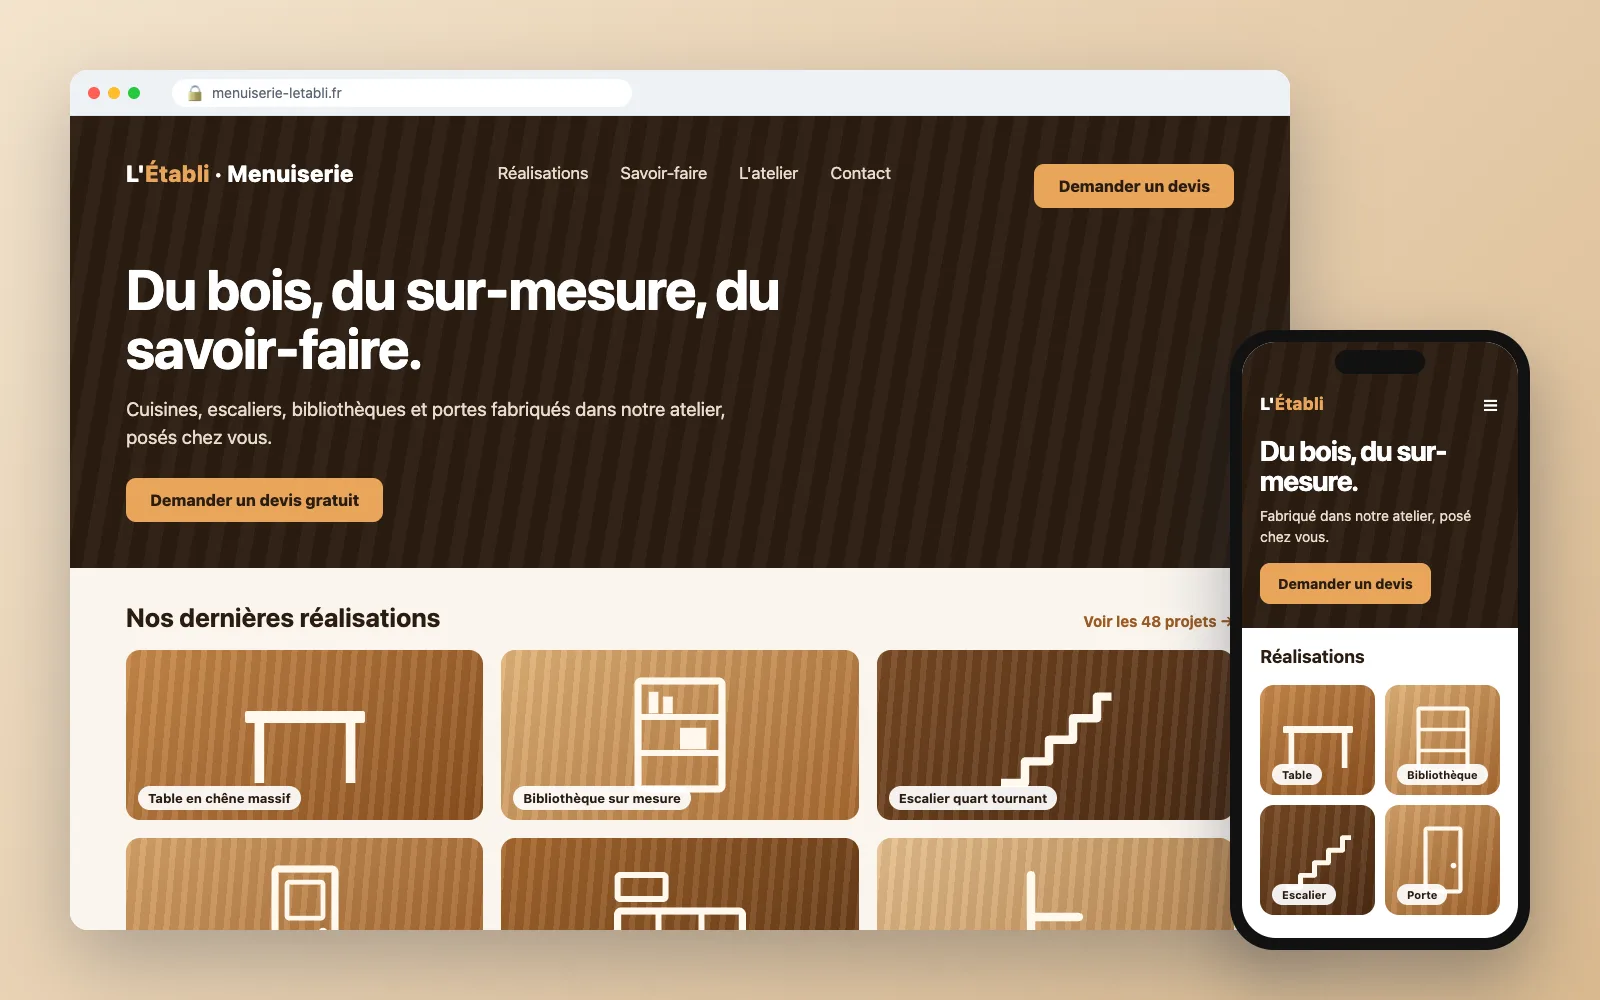 menuiserie-letabli.fr
L'Établi · Menuiserie
Réalisations
Savoir-faire
L'atelier
Contact
Demander un devis
Du bois, du sur-mesure, du
savoir-faire.
Cuisines, escaliers, bibliothèques et portes fabriqués dans notre atelier,
posés chez vous.
Demander un devis gratuit
Nos dernières réalisations
Voir les 48 projets →
Table en chêne massif
Bibliothèque sur mesure
Escalier quart tournant
L'Établi
Du bois, du sur-
mesure.
Fabriqué dans notre atelier, posé
chez vous.
Demander un devis
Réalisations
Table
Bibliothèque
Escalier
Porte